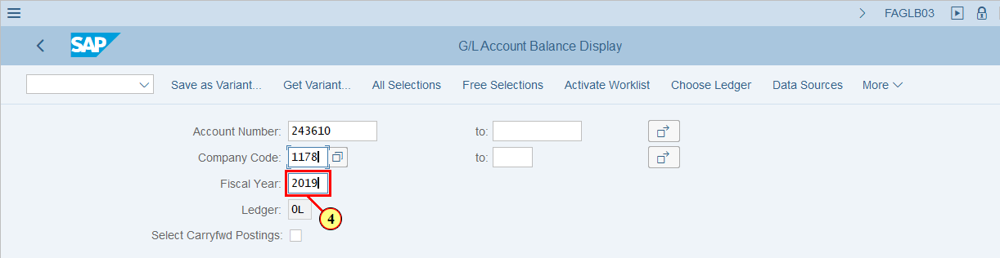 FAGLB03
SAP G/L Account Balance Display
Save as Variant... Get Variant... All Selections Free Selections Activate Worklist Choose Ledger Data Sources More
Account Number: 243610 to:
Company Code: 1178 to:
Fiscal Year: 2019
Ledger: 0L
4
Select Carryfwd Postings: